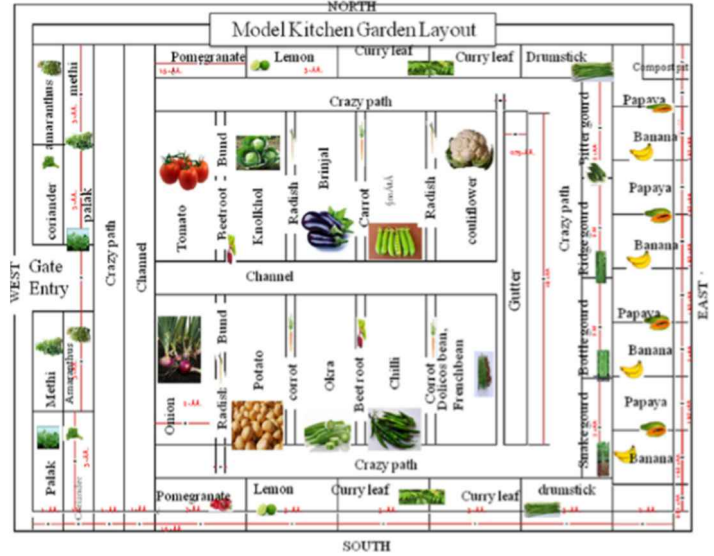 NORTH
Model Kitchen Garden Layout
Pomegranate
Lemon
Curry leaf
Curry leaf
Drumstick
Compost pit
amaranthus
methi
coriander
palak
Crazy path
Channel
Crazy path
Tomato
Beetroot
Bund
Knolkhol
Radish
Brinjal
Carrot
Radish
couliflower
Gutter
Crazy path
Bitter gourd
Ridge gourd
Bottle gourd
Snake gourd
Papaya
Banana
Papaya
Banana
Papaya
Banana
Papaya
Banana
WEST
Gate
Entry
EAST
Channel
Methi
Amaranthus
Palak
Coriander
Onion
Radish
Bund
Potato
corrot
Okra
Beet root
Chilli
Corrot
Dolicos bean,
Frenchbean
Crazy path
Pomegranate
Lemon
Curry leaf
Curry leaf
drumstick
SOUTH